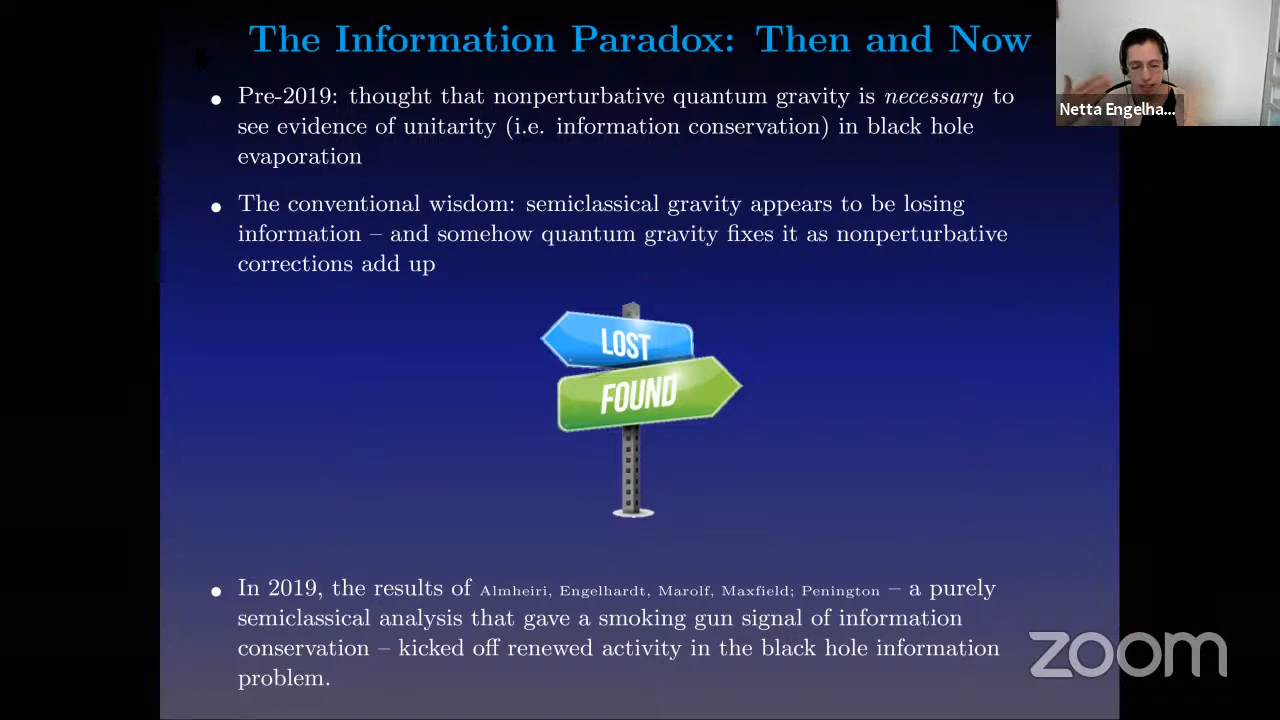 The Information Paradox: Then and Now
• Pre-2019: thought that nonperturbative quantum gravity is necessary to
see evidence of unitarity (i.e. information conservation) in black hole
evaporation
Netta Engelha...
• The conventional wisdom: semiclassical gravity appears to be losing
information – and somehow quantum gravity fixes it as nonperturbative
corrections add up
LOST
FOUND
• In 2019, the results of Almheiri, Engelhardt, Marolf, Maxfield; Penington – a purely
semiclassical analysis that gave a smoking gun signal of information
conservation – kicked off renewed activity in the black hole information
problem.
zoom